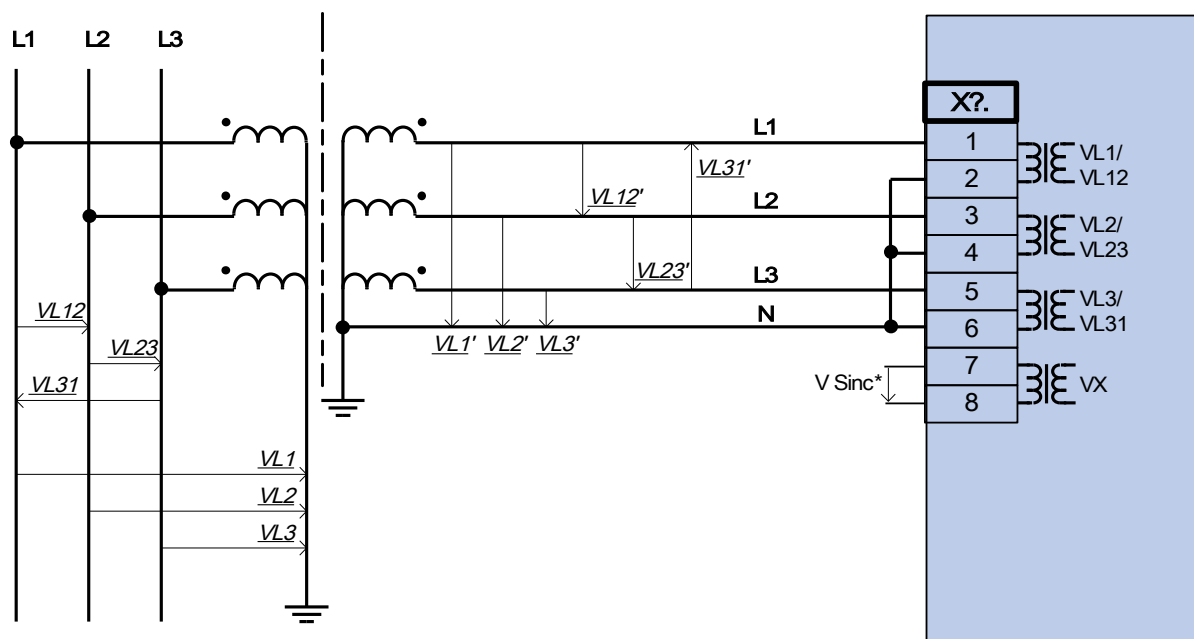 L1 L2 L3
X?.
L1
1
VL1/
VL31'
2
VL12
VL12'
L2
3
VL2/
4
VL23
VL23'
L3
5
VL3/
VL12
N
6
VL31
VL1' VL2' VL3'
VL23
7
V Sinc*
VX
VL31
8
VL1
VL2
VL3